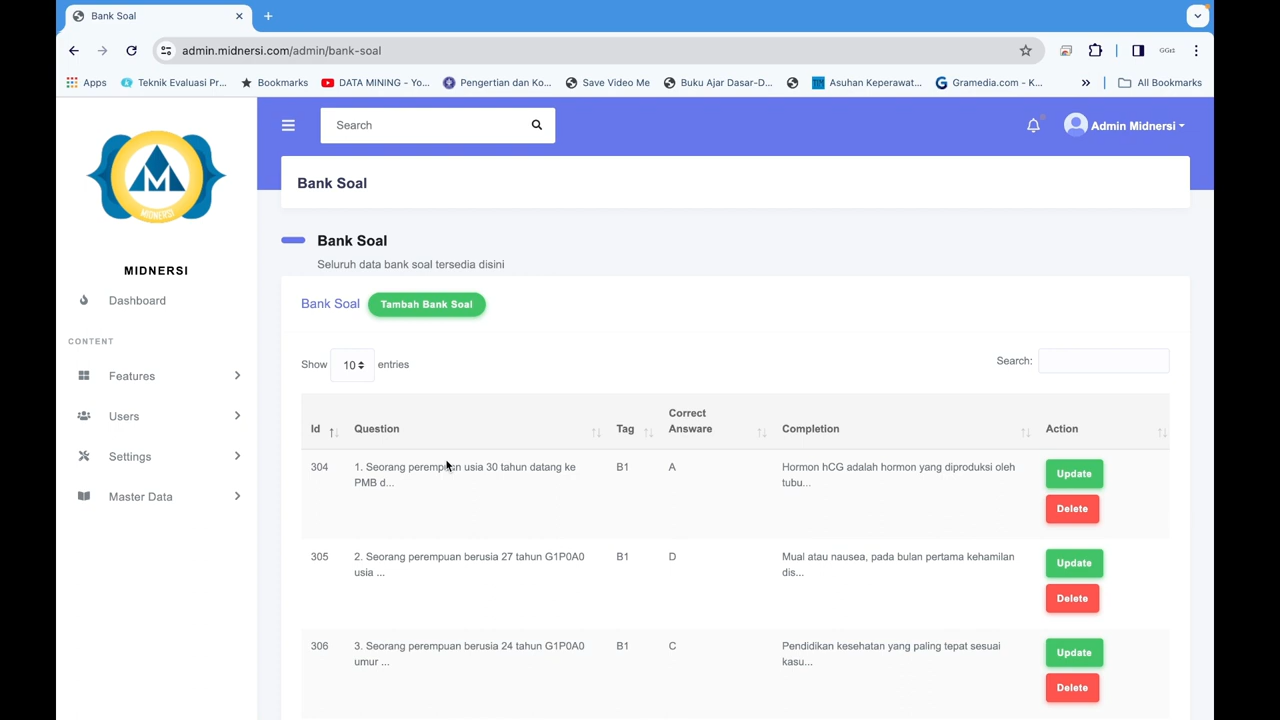 Bank Soal
admin.midnersi.com/admin/bank-soal
GGr1
Apps
Teknik Evaluasi Pr...
Bookmarks
DATA MINING – Yo...
Pengertian dan Ko...
Save Video Me
Buku Ajar Dasar-D...
Asuhan Keperawat...
Gramedia.com - K...
»
All Bookmarks
M
MIDNERSI
MIDNERSI
Search
Admin Midnersi
Bank Soal
Dashboard
CONTENT
Features
Users
Settings
Master Data
Bank Soal
Seluruh data bank soal tersedia disini
Bank Soal Tambah Bank Soal
Show 10 entries
Search:
Id Question Tag Correct Answare Completion Action
304 1. Seorang perempuan usia 30 tahun datang ke B1 A Hormon hCG adalah hormon yang diproduksi oleh Update
PMB d... tubu...
Delete
305 2. Seorang perempuan berusia 27 tahun G1P0A0 B1 D Mual atau nausea, pada bulan pertama kehamilan Update
usia ... dis...
Delete
306 3. Seorang perempuan berusia 24 tahun G1P0A0 B1 C Pendidikan kesehatan yang paling tepat sesuai Update
umur ... kasu...
Delete